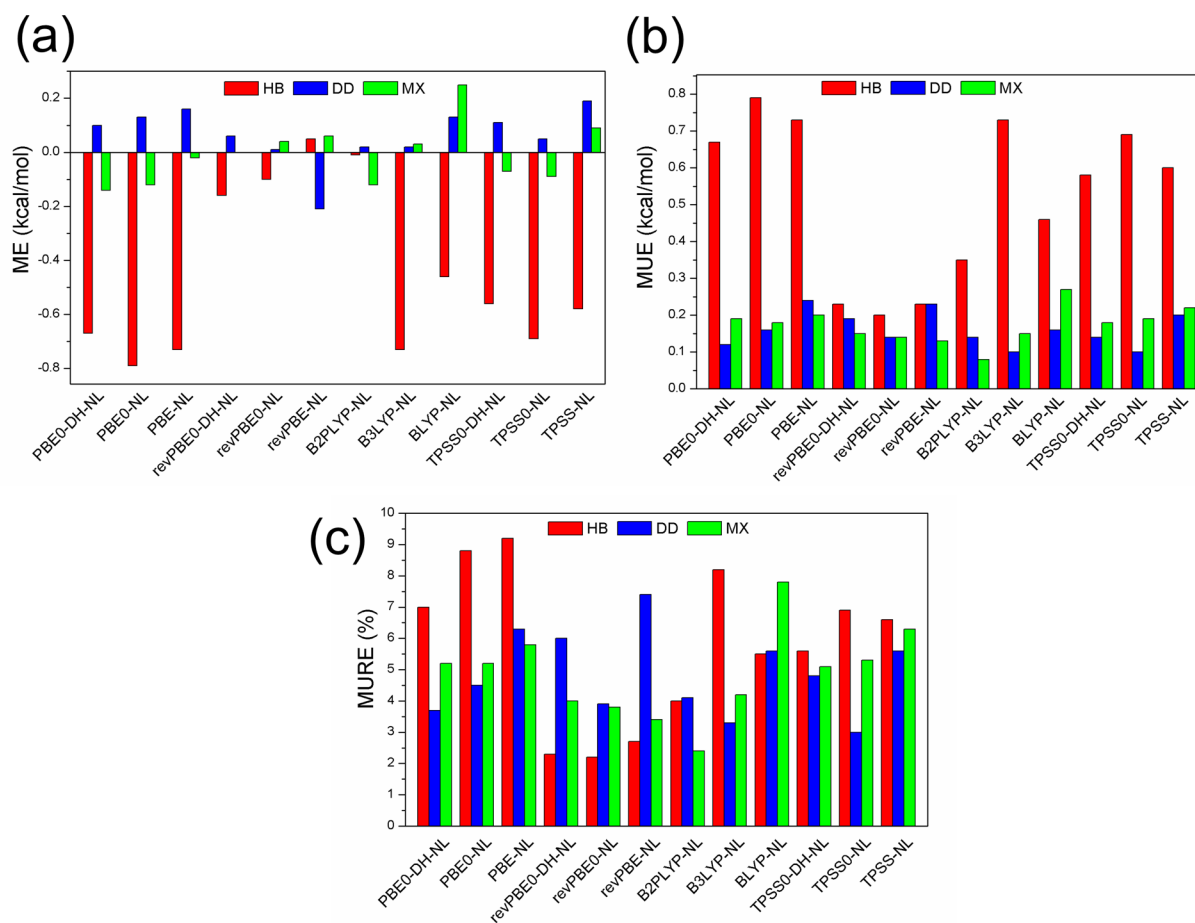 (a)
HB DD MX
ME (kcal/mol)
0.2
0.0
-0.2
-0.4
-0.6
-0.8
PBE0-DH-NL
PBE0-NL
PBE-NL
revPBE0-DH-NL
revPBE0-NL
revPBE-NL
B2PLYP-NL
B3LYP-NL
BLYP-NL
TPSS0-DH-NL
TPSS0-NL
TPSS-NL
(b)
HB DD MX
MUE (kcal/mol)
0.8
0.7
0.6
0.5
0.4
0.3
0.2
0.1
0.0
PBE0-DH-NL
PBE0-NL
PBE-NL
revPBE0-DH-NL
revPBE0-NL
revPBE-NL
B2PLYP-NL
B3LYP-NL
BLYP-NL
TPSS0-DH-NL
TPSS0-NL
TPSS-NL
(c)
HB DD MX
MURE (%)
10
9
8
7
6
5
4
3
2
1
0
PBE0-DH-NL
PBE0-NL
PBE-NL
revPBE0-DH-NL
revPBE0-NL
revPBE-NL
B2PLYP-NL
B3LYP-NL
BLYP-NL
TPSS0-DH-NL
TPSS0-NL
TPSS-NL